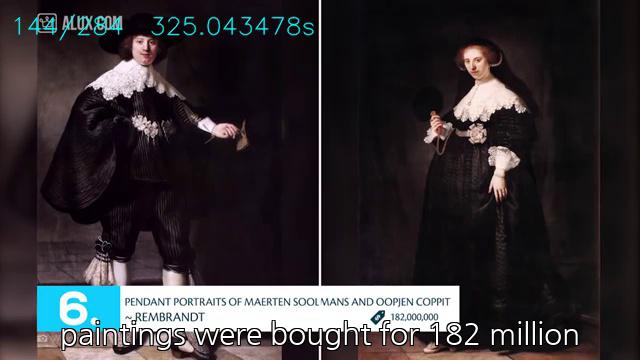 ALUX.COM
144/284 325.043478s
6.
PENDANT PORTRAITS OF MAERTEN SOOLMANS AND OOPJEN COPPIT
~ REMBRANDT
182,000,000
paintings were bought for 182 million